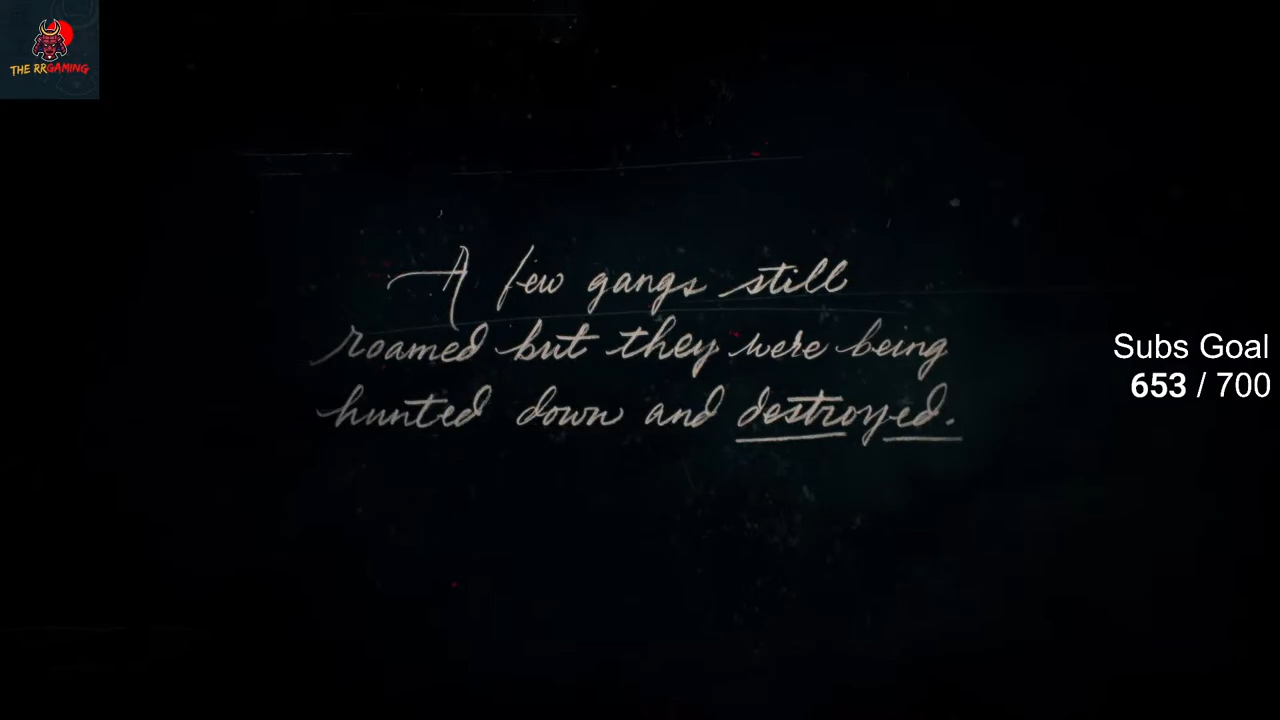 THE RRGAMING
A few gangs still
roamed but they were being
hunted down and destroyed.
Subs Goal
653 / 700